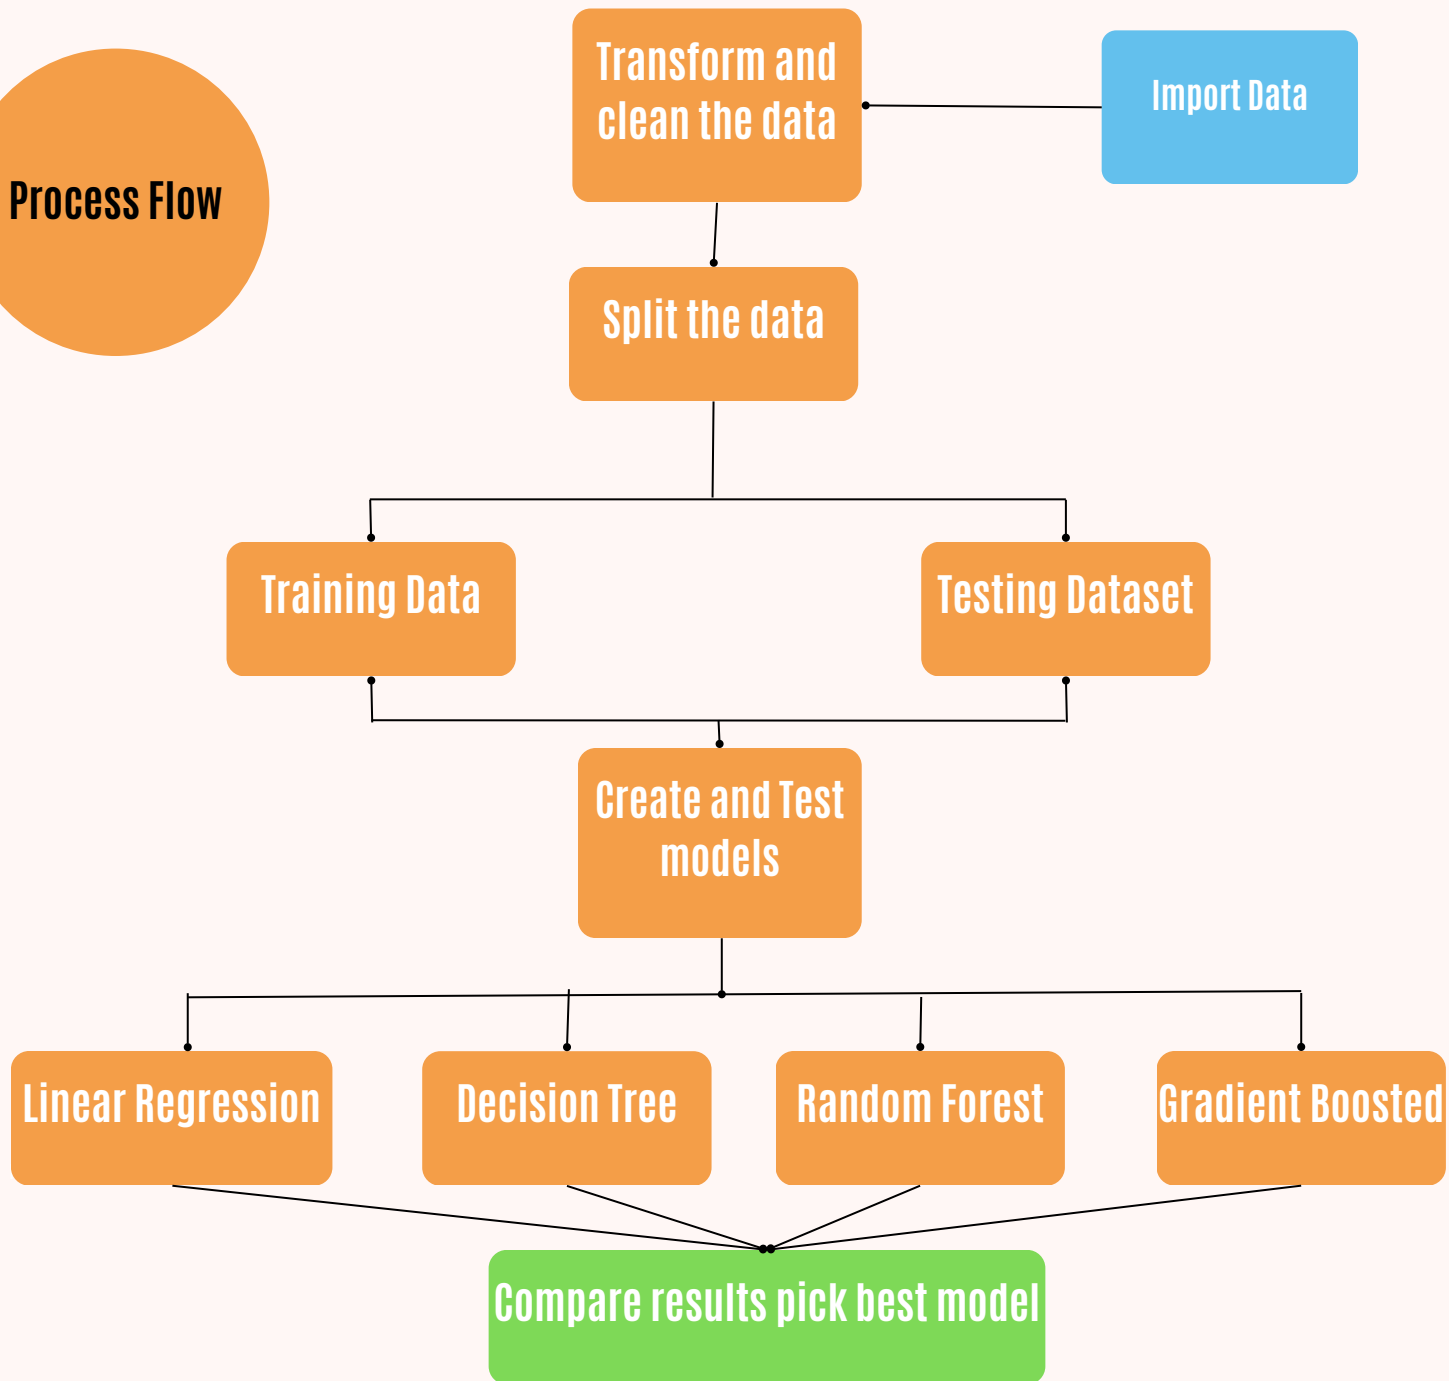 Process Flow
Transform and
clean the data
Import Data
Split the data
Training Data
Testing Dataset
Create and Test
models
Linear Regression
Decision Tree
Random Forest
Gradient Boosted
Compare results pick best model